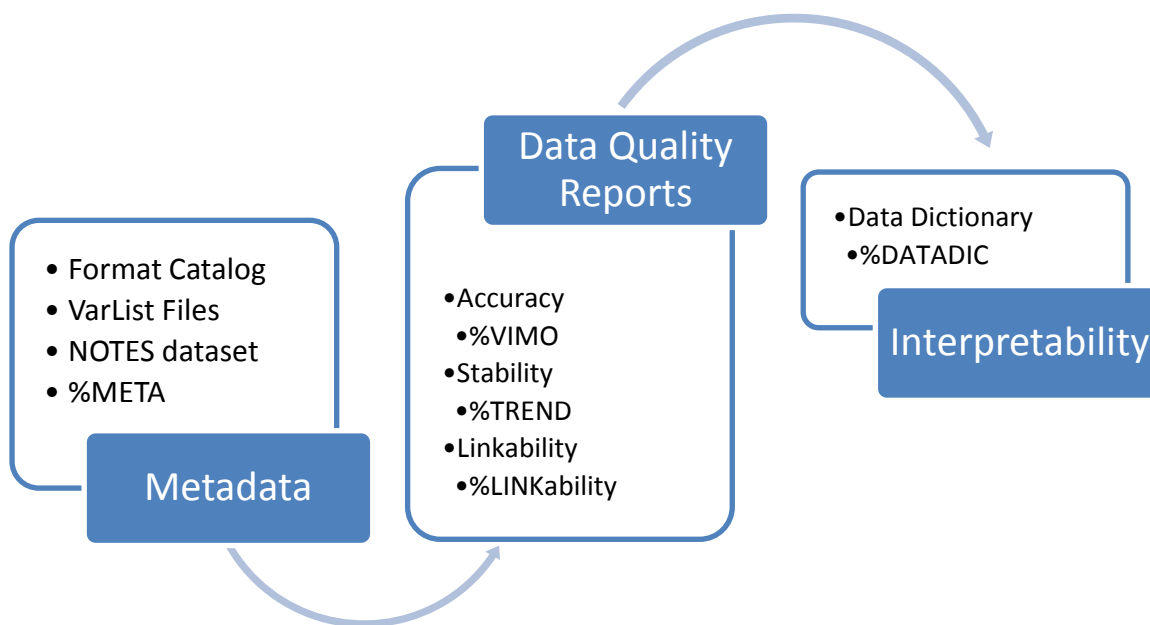 • Format Catalog
• VarList Files
• NOTES dataset
• %META
Metadata
Data Quality
Reports
•Accuracy
•%VIMO
•Stability
•%TREND
•Linkability
•%LINKability
•Data Dictionary
•%DATADIC
Interpretability